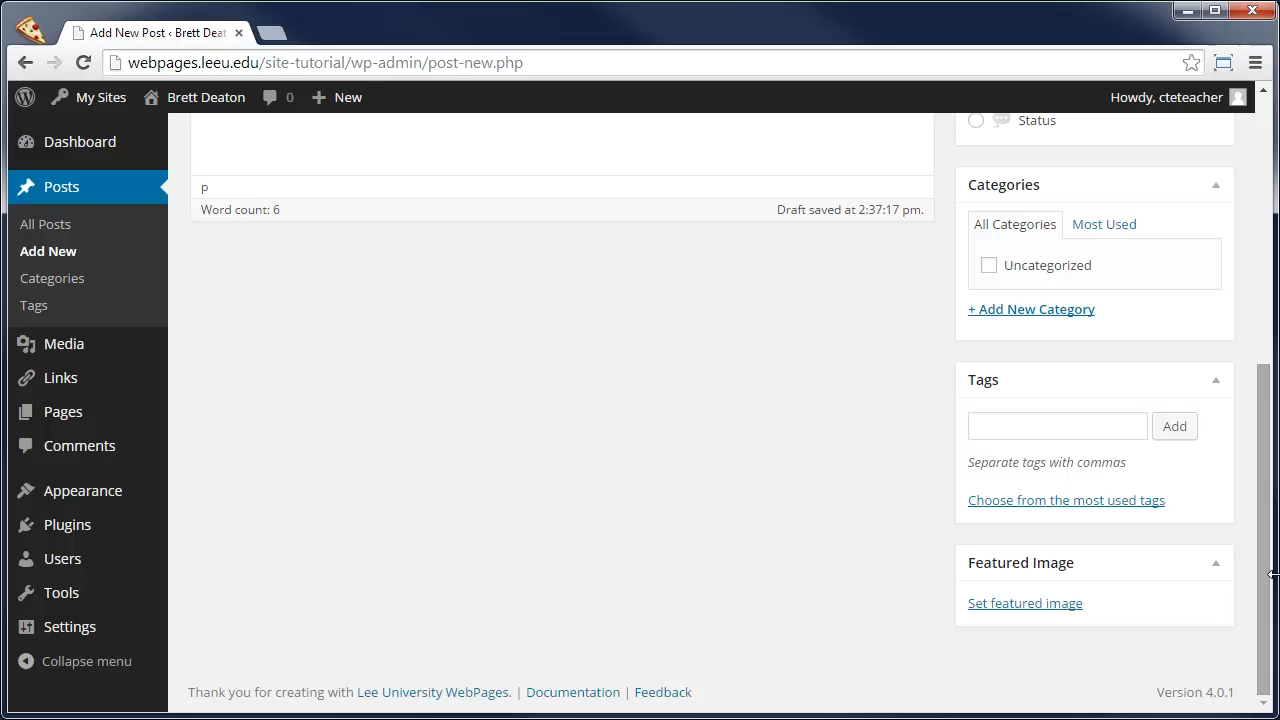 Add New Post ‹ Brett Deat
webpages.leeu.edu/site-tutorial/wp-admin/post-new.php
My Sites
Brett Deaton
0
New
Howdy, cteteacher
Dashboard
Posts
All Posts
Add New
Categories
Tags
Media
Links
Pages
Comments
Appearance
Plugins
Users
Tools
Settings
Collapse menu
p
Word count: 6
Draft saved at 2:37:17 pm.
Status
Categories
All Categories
Most Used
Uncategorized
+ Add New Category
Tags
Add
Separate tags with commas
Choose from the most used tags
Featured Image
Set featured image
Thank you for creating with Lee University WebPages. | Documentation | Feedback
Version 4.0.1